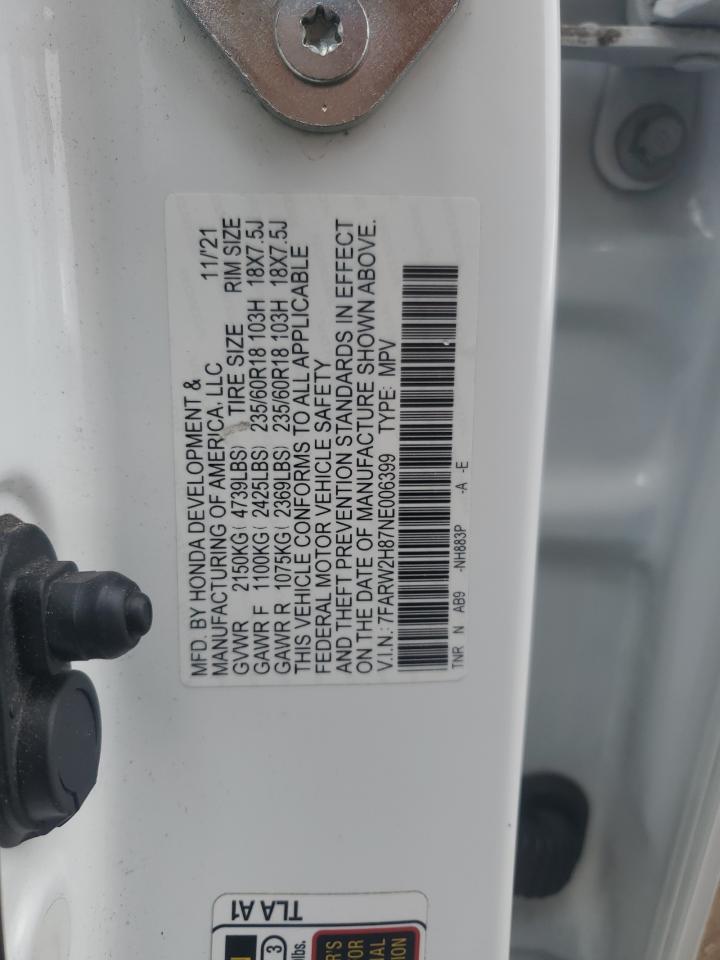 MFD. BY HONDA DEVELOPMENT &
MANUFACTURING OF AMERICA, LLC 11/'21
GVWR 2150KG( 4739LBS) TIRE SIZE RIM SIZE
GAWR F 1100KG( 2425LBS) 235/60R18 103H 18X7.5J
GAWR R 1075KG( 2369LBS) 235/60R18 103H 18X7.5J
THIS VEHICLE CONFORMS TO ALL APPLICABLE
FEDERAL MOTOR VEHICLE SAFETY
AND THEFT PREVENTION STANDARDS IN EFFECT
ON THE DATE OF MANUFACTURE SHOWN ABOVE.
V.I.N.: 7FARW2H87NE006399 TYPE: MPV
TNR N AB9 -NH883P -A -E
TLA A1
3
lbs.